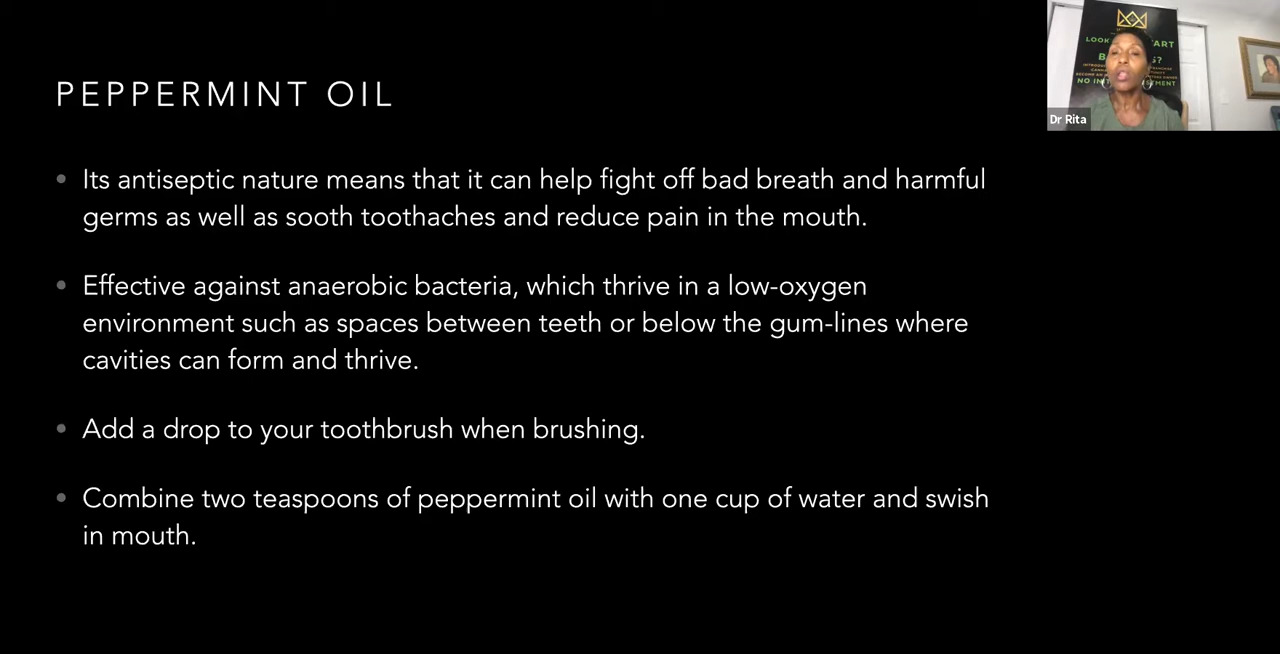 PEPPERMINT OIL
Its antiseptic nature means that it can help fight off bad breath and harmful
germs as well as sooth toothaches and reduce pain in the mouth.
Effective against anaerobic bacteria, which thrive in a low-oxygen
environment such as spaces between teeth or below the gum-lines where
cavities can form and thrive.
Add a drop to your toothbrush when brushing.
Combine two teaspoons of peppermint oil with one cup of water and swish
in mouth.
Dr Rita